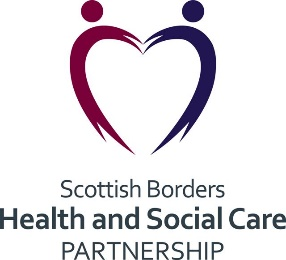 Scottish Borders
Health and Social Care
PARTNERSHIP